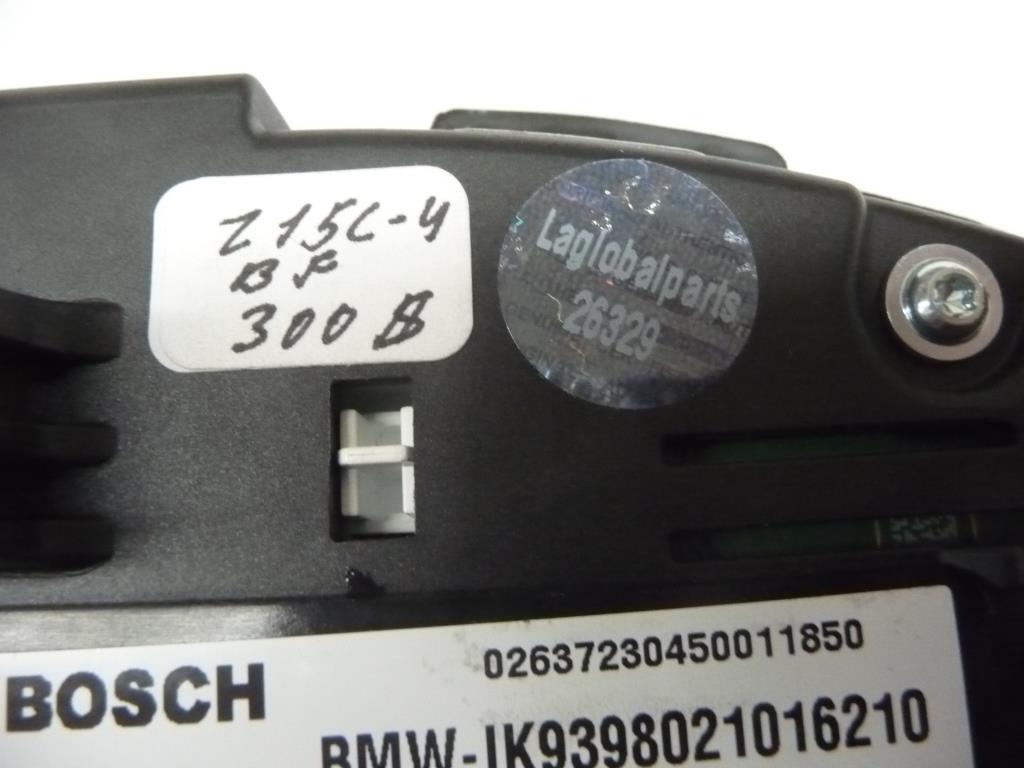 Z15C-4
BF
300 B
Laglobalparts
26329
BOSCH
02637230450011850
BMW-IK9398021016210